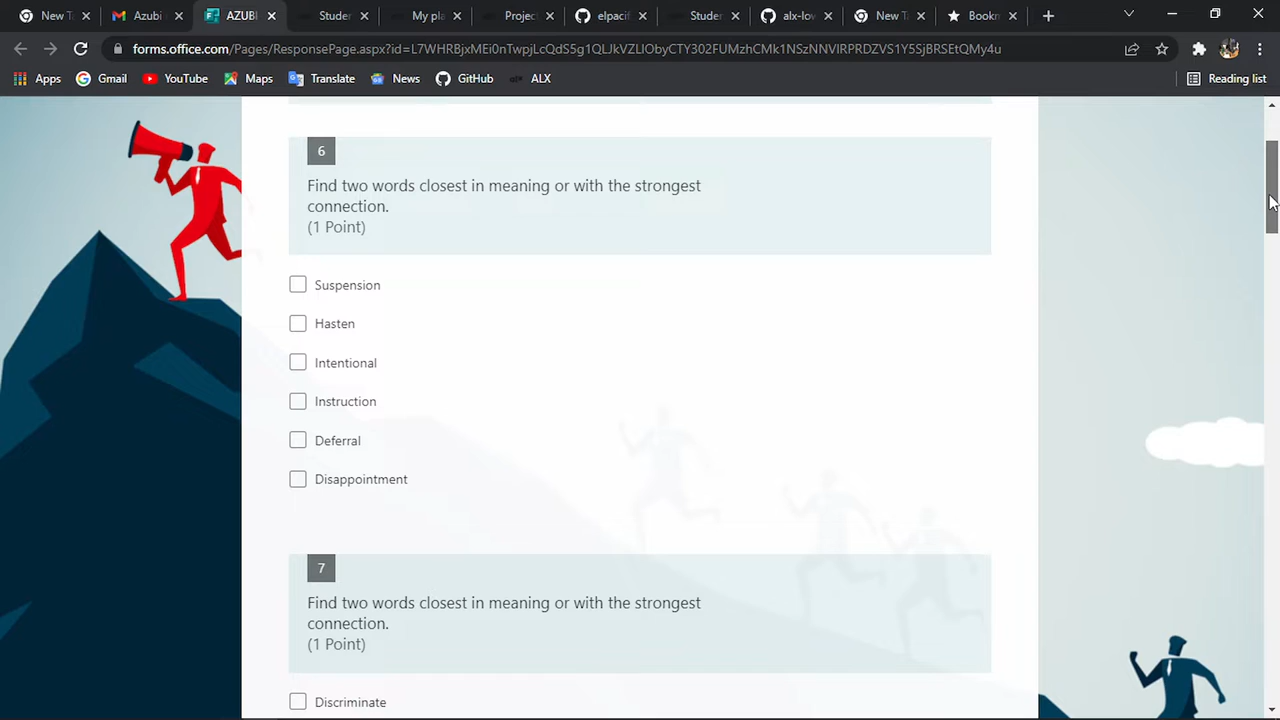 New T
Azubi
AZUBI
Studer
My pla
Project
elpacif
Studer
alx-lov
New T
Bookm
forms.office.com/Pages/ResponsePage.aspx?id=L7WHRBjxMEi0nTwpjLcQdS5g1QLJkVZLIObyCTY302FUMzhCMk1NSzNNVlRPRDZVS1Y5SjBRSEtQMy4u
Apps
Gmail
YouTube
Maps
Translate
News
GitHub
ALX
Reading list
6
Find two words closest in meaning or with the strongest
connection.
(1 Point)
Suspension
Hasten
Intentional
Instruction
Deferral
Disappointment
7
Find two words closest in meaning or with the strongest
connection.
(1 Point)
Discriminate